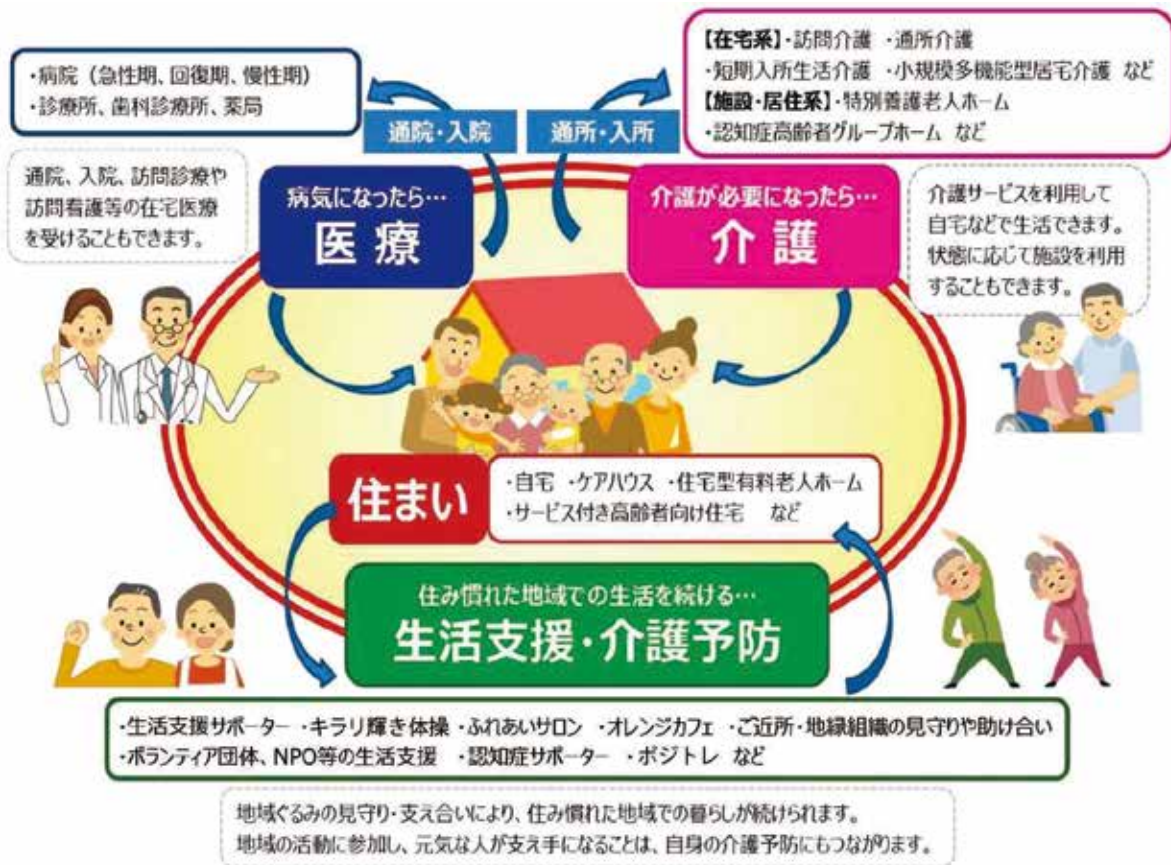 ・病院（急性期、回復期、慢性期）
・診療所、歯科診療所、薬局
【在宅系】・訪問介護 ・通所介護
・短期入所生活介護 ・小規模多機能型居宅介護 など
【施設・居住系】・特別養護老人ホーム
・認知症高齢者グループホーム など
通院・入院
通所・入所
通院、入院、訪問診療や
訪問看護等の在宅医療
を受けることもできます。
病気になったら…
医療
介護が必要になったら…
介護
介護サービスを利用して
自宅などで生活できます。
状態に応じて施設を利用
することもできます。
住まい
・自宅 ・ケアハウス ・住宅型有料老人ホーム
・サービス付き高齢者向け住宅 など
住み慣れた地域での生活を続ける…
生活支援・介護予防
・生活支援サポーター ・キラリ輝き体操 ・ふれあいサロン ・オレンジカフェ ・ご近所・地縁組織の見守りや助け合い
・ボランティア団体、NPO等の生活支援 ・認知症サポーター ・ポジトレ など
地域ぐるみの見守り・支え合いにより、住み慣れた地域での暮らしが続けられます。
地域の活動に参加し、元気な人が支え手になることは、自身の介護予防にもつながります。